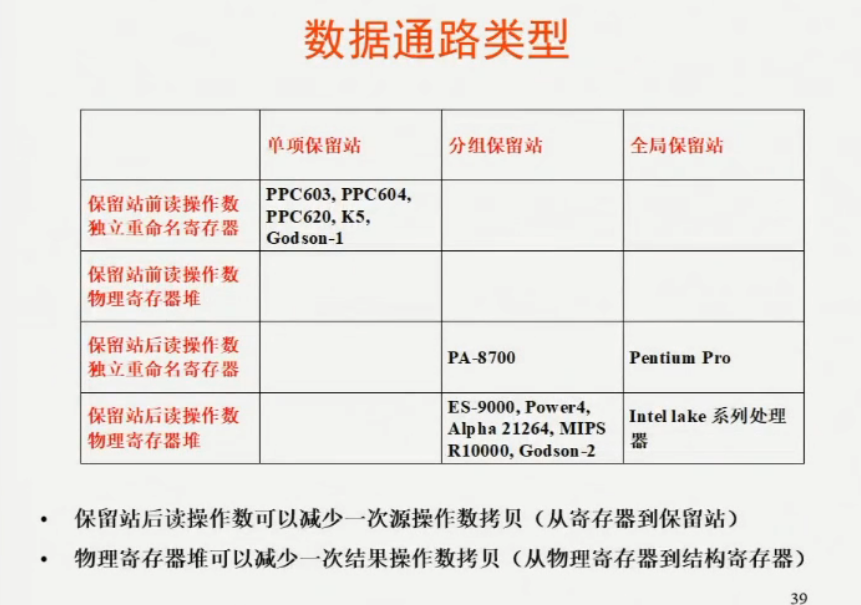 数据通路类型
单项保留站
分组保留站
全局保留站
保留站前读操作数
独立重命名寄存器
PPC603, PPC604,
PPC620, K5,
Godson-1
保留站前读操作数
物理寄存器堆
保留站后读操作数
独立重命名寄存器
PA-8700
Pentium Pro
保留站后读操作数
物理寄存器堆
ES-9000, Power4,
Alpha 21264, MIPS
R10000, Godson-2
Intel lake 系列处理
器
• 保留站后读操作数可以减少一次源操作数拷贝（从寄存器到保留站）
• 物理寄存器堆可以减少一次结果操作数拷贝（从物理寄存器到结构寄存器）
39